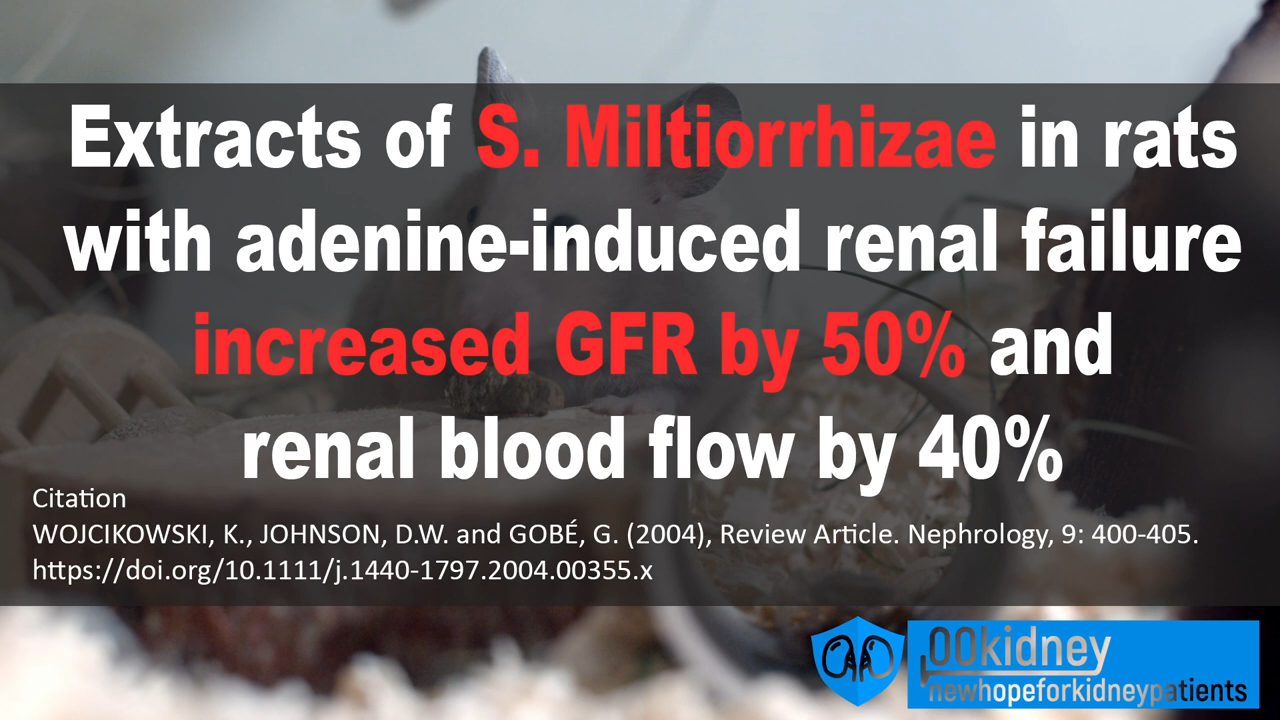 Extracts of S. Miltiorrhizae in rats
with adenine-induced renal failure
increased GFR by 50% and
renal blood flow by 40%
Citation
WOJCIKOWSKI, K., JOHNSON, D.W. and GOBÉ, G. (2004), Review Article. Nephrology, 9: 400-405.
https://doi.org/10.1111/j.1440-1797.2004.00355.x
00kidney
newhopeforkidneypatients